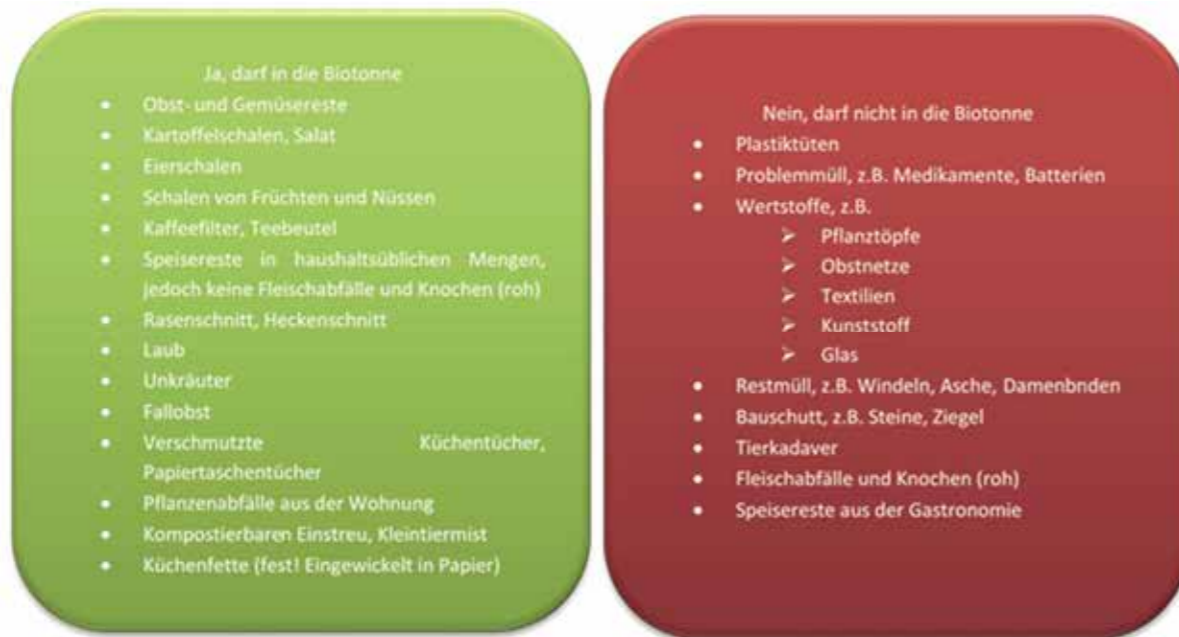 Ja, darf in die Biotonne
• Obst- und Gemüsereste
• Kartoffelschalen, Salat
• Eierschalen
• Schalen von Früchten und Nüssen
• Kaffeefilter, Teebeutel
• Speisereste in haushaltsüblichen Mengen,
jedoch keine Fleischabfälle und Knochen (roh)
• Rasenschnitt, Heckenschnitt
• Laub
• Unkräuter
• Fallobst
• Verschmutzte Küchentücher,
Papiertaschentücher
• Pflanzenabfälle aus der Wohnung
• Kompostierbaren Einstreu, Kleintiermist
• Küchenfette (fest! Eingewickelt in Papier)
Nein, darf nicht in die Biotonne
• Plastiktüten
• Problemmüll, z.B. Medikamente, Batterien
• Wertstoffe, z.B.
➢ Pflanztöpfe
➢ Obstnetze
➢ Textilien
➢ Kunststoff
➢ Glas
• Restmüll, z.B. Windeln, Asche, Damenbnden
• Bauschutt, z.B. Steine, Ziegel
• Tierkadaver
• Fleischabfälle und Knochen (roh)
• Speisereste aus der Gastronomie